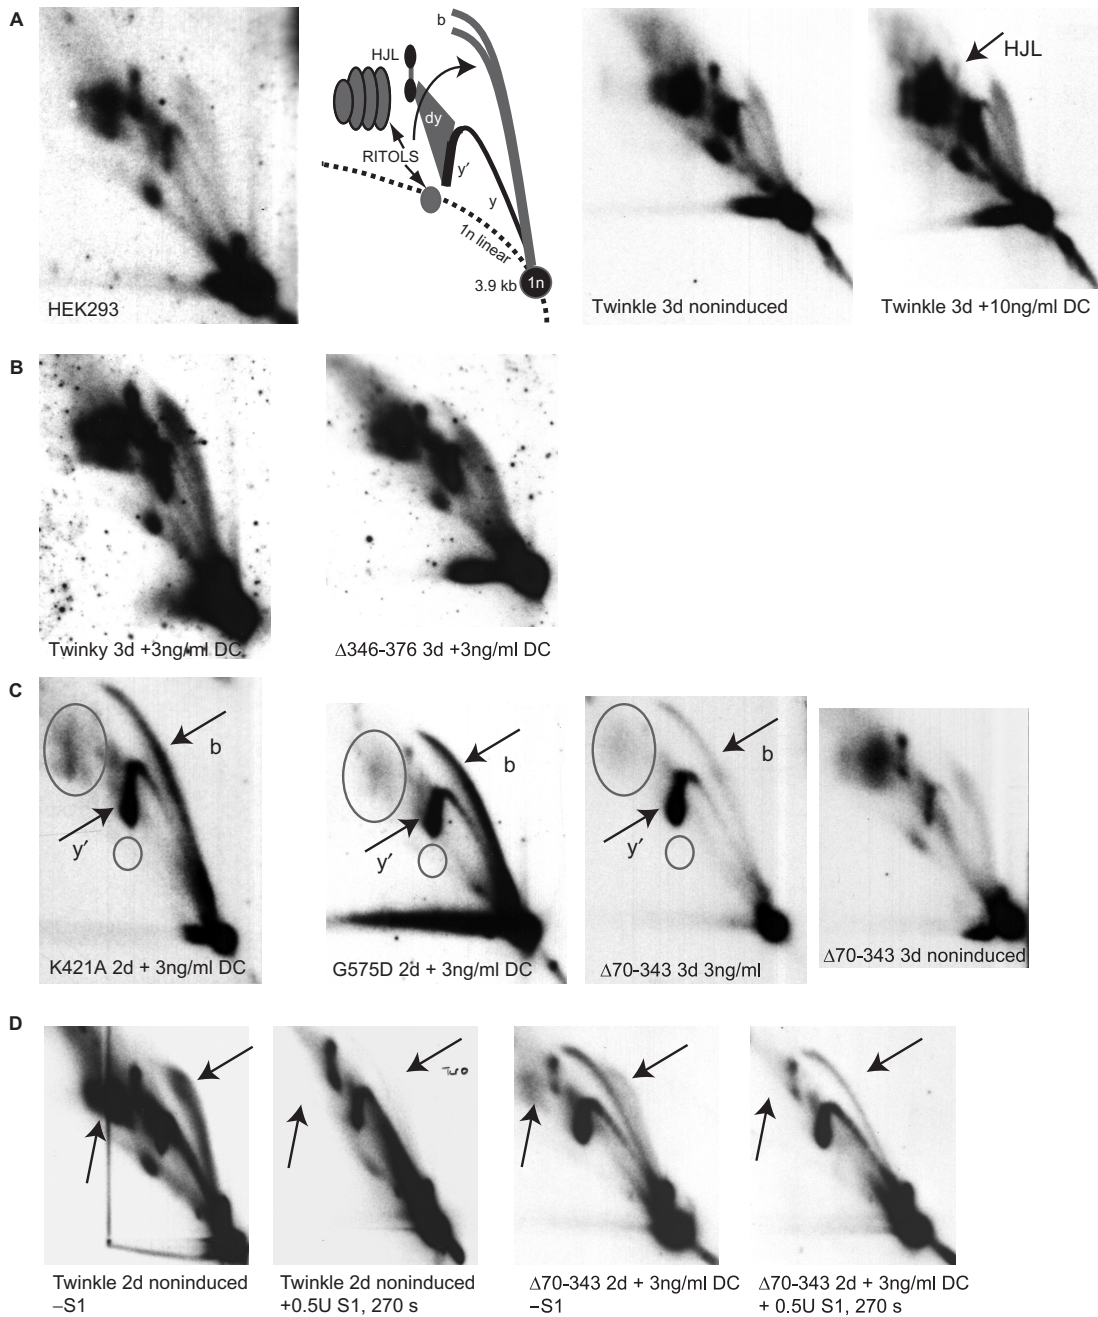 A
HEK293
b
HJL
dy
RITOLS
y′
y
1n linear
3.9 kb
1n
Twinkle 3d noninduced
HJL
Twinkle 3d +10ng/ml DC
B
Twinky 3d +3ng/ml DC
Δ346-376 3d +3ng/ml DC
C
b
y′
K421A 2d + 3ng/ml DC
b
y′
G575D 2d + 3ng/ml DC
b
y′
Δ70-343 3d 3ng/ml
Δ70-343 3d noninduced
D
Twinkle 2d noninduced
–S1
Twinkle 2d noninduced
+0.5U S1, 270 s
Δ70-343 2d + 3ng/ml DC
–S1
Δ70-343 2d + 3ng/ml DC
+ 0.5U S1, 270 s